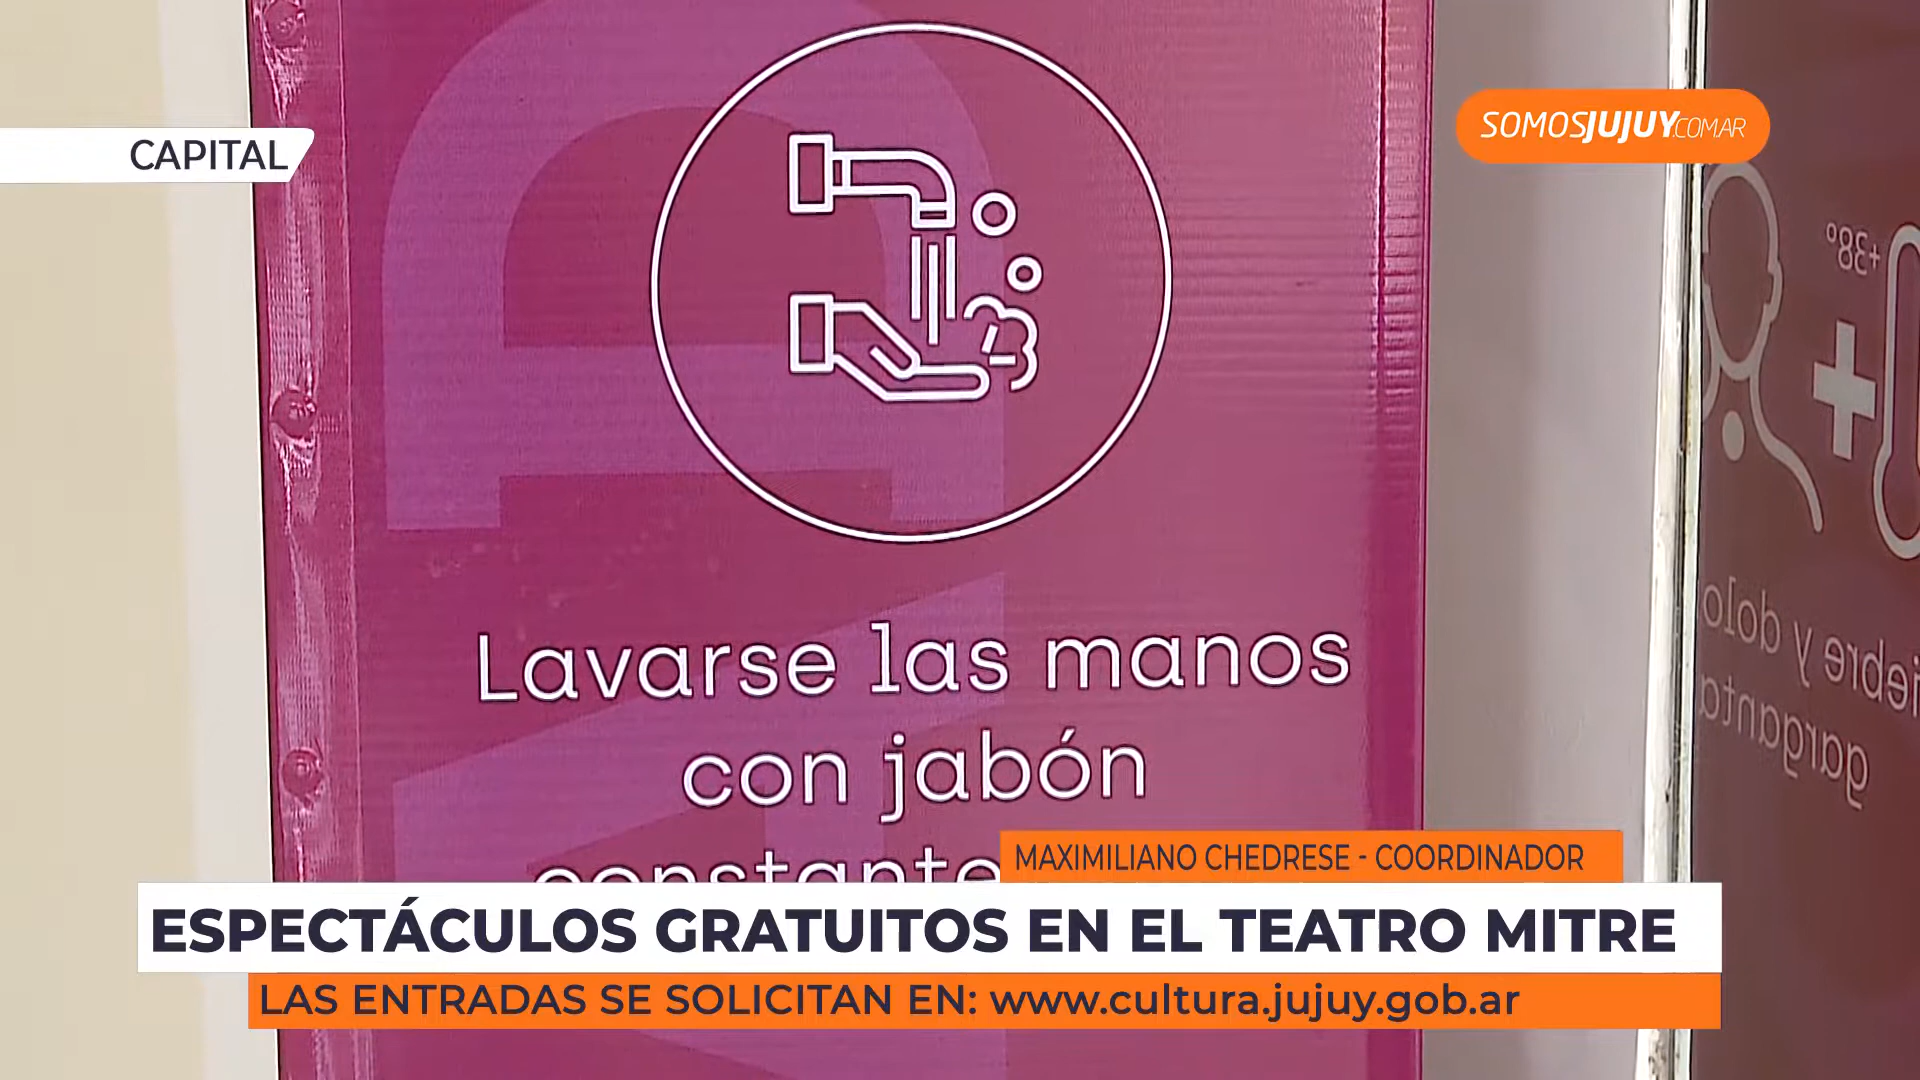 CAPITAL
SOMOSJUJUY.COM.AR
+38º
Lavarse las manos
con jabón
fiebre y dolo
garganta
MAXIMILIANO CHEDRESE - COORDINADOR
ESPECTÁCULOS GRATUITOS EN EL TEATRO MITRE
LAS ENTRADAS SE SOLICITAN EN: www.cultura.jujuy.gob.ar